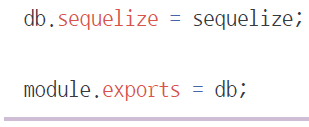 db.sequelize = sequelize;
module.exports = db;